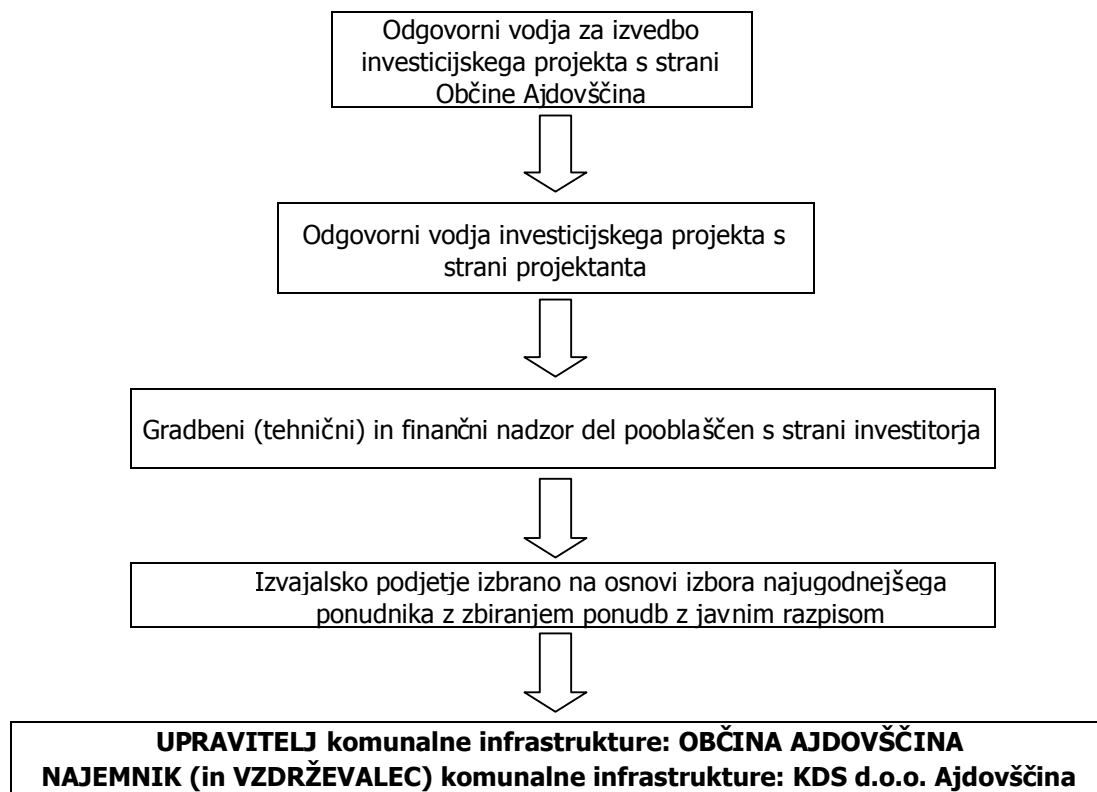 Odgovorni vodja za izvedbo
investicijskega projekta s strani
Občine Ajdovščina
Odgovorni vodja investicijskega projekta s
strani projektanta
Gradbeni (tehnični) in finančni nadzor del pooblaščen s strani investitorja
Izvajalsko podjetje izbrano na osnovi izbora najugodnejšega
ponudnika z zbiranjem ponudb z javnim razpisom
UPRAVITELJ komunalne infrastrukture: OBČINA AJDOVŠČINA
NAJEMNIK (in VZDRŽEVALEC) komunalne infrastrukture: KDS d.o.o. Ajdovščina